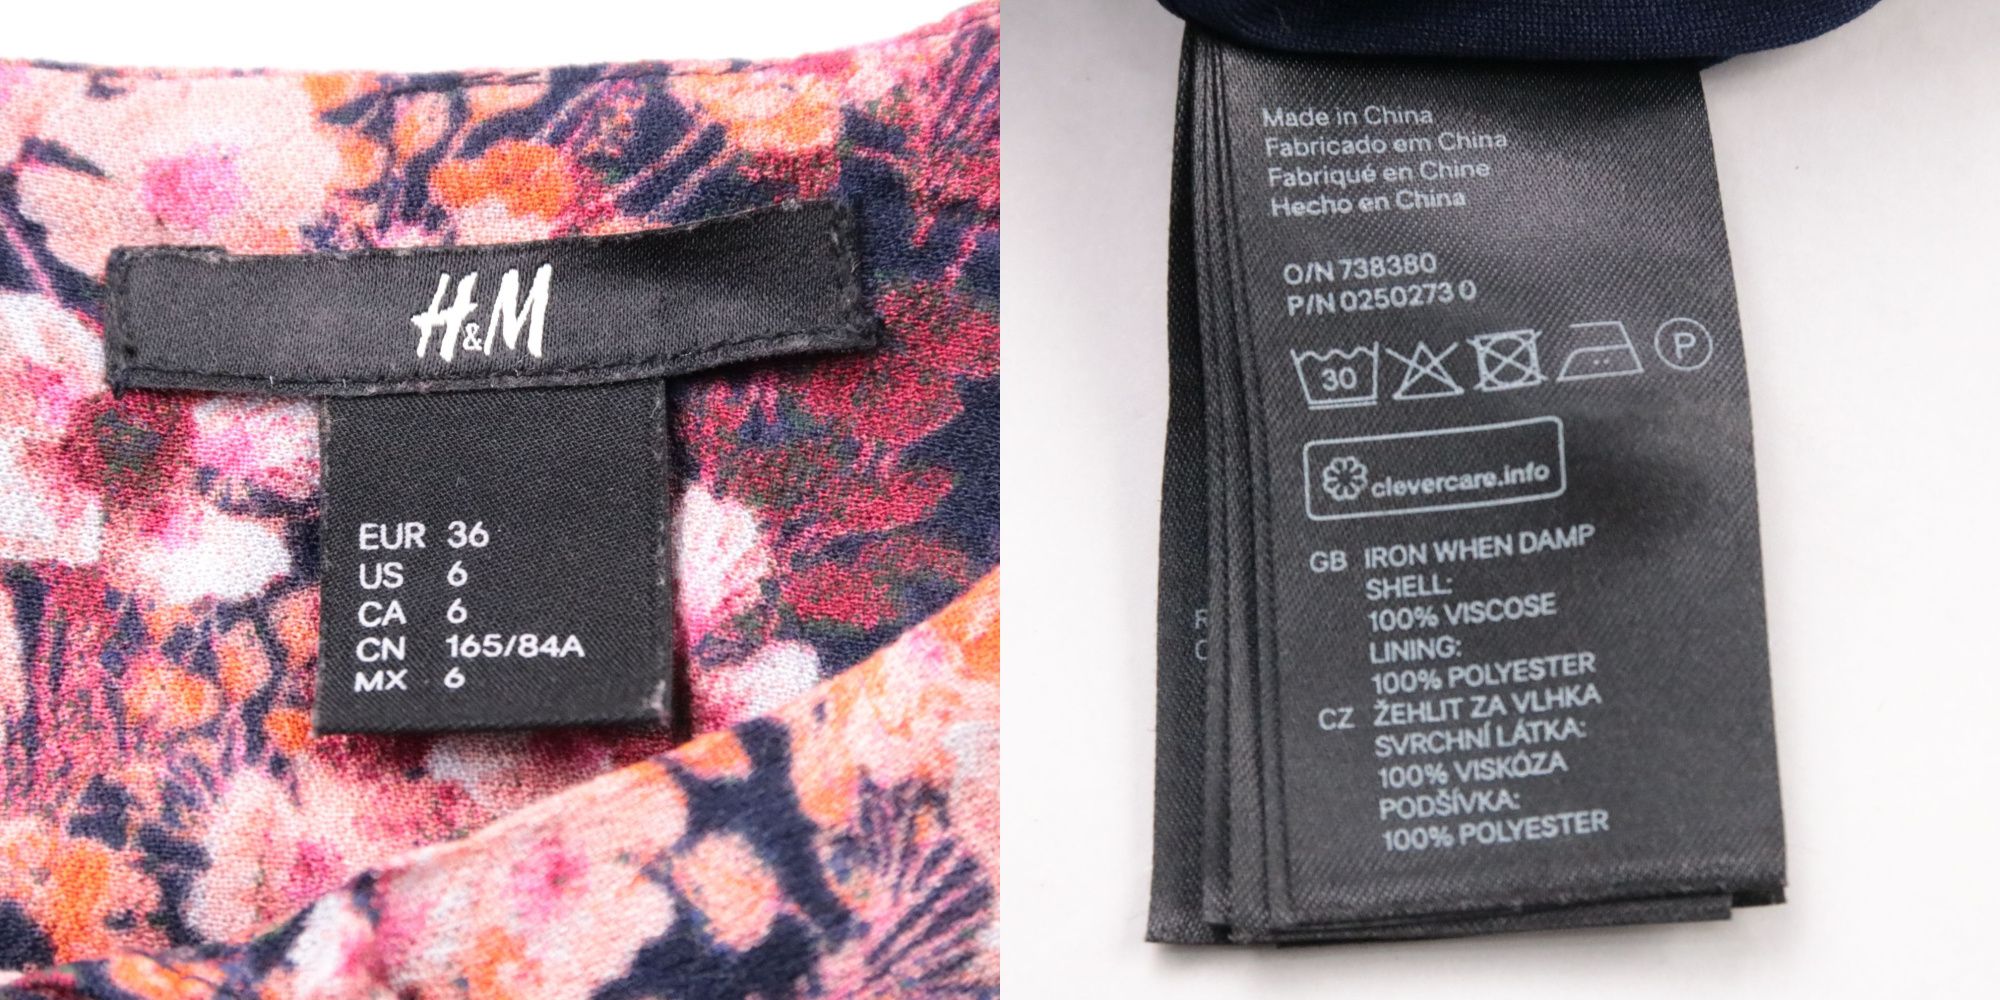 H&M
EUR 36
US 6
CA 6
CN 165/84A
MX 6
Made in China
Fabricado em China
Fabriqué en Chine
Hecho en China
O/N 738380
P/N 0250273 0
30
P
clevercare.info
GB IRON WHEN DAMP
SHELL:
100% VISCOSE
LINING:
100% POLYESTER
CZ ŽEHLIT ZA VLHKA
SVRCHNÍ LÁTKA:
100% VISKÓZA
PODŠÍVKA:
100% POLYESTER